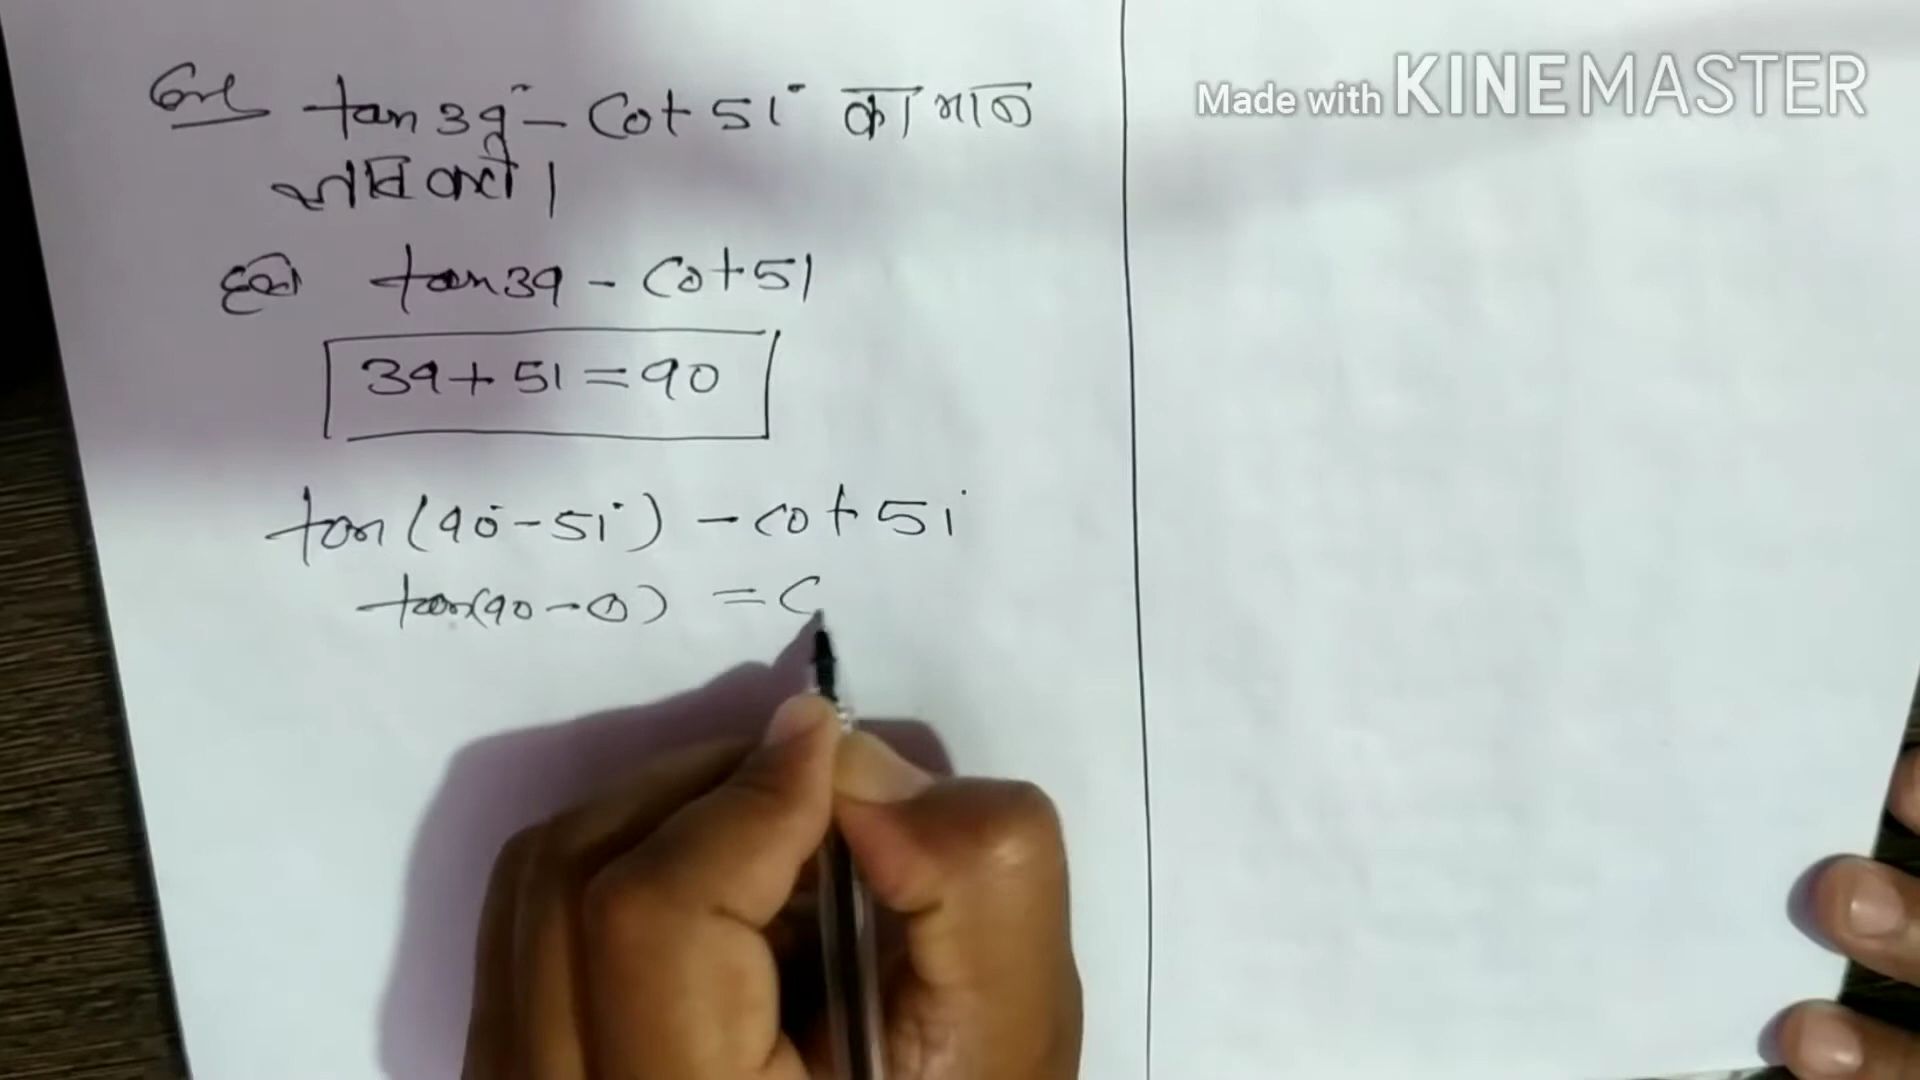 प्रश्न tan 39° - Cot 51° का मान
ज्ञात करो।
हल tan 39 - Cot 51
39 + 51 = 90
tan (90° - 51°) - cot 51°
tan(90 - θ) = C
Made with KINEMASTER